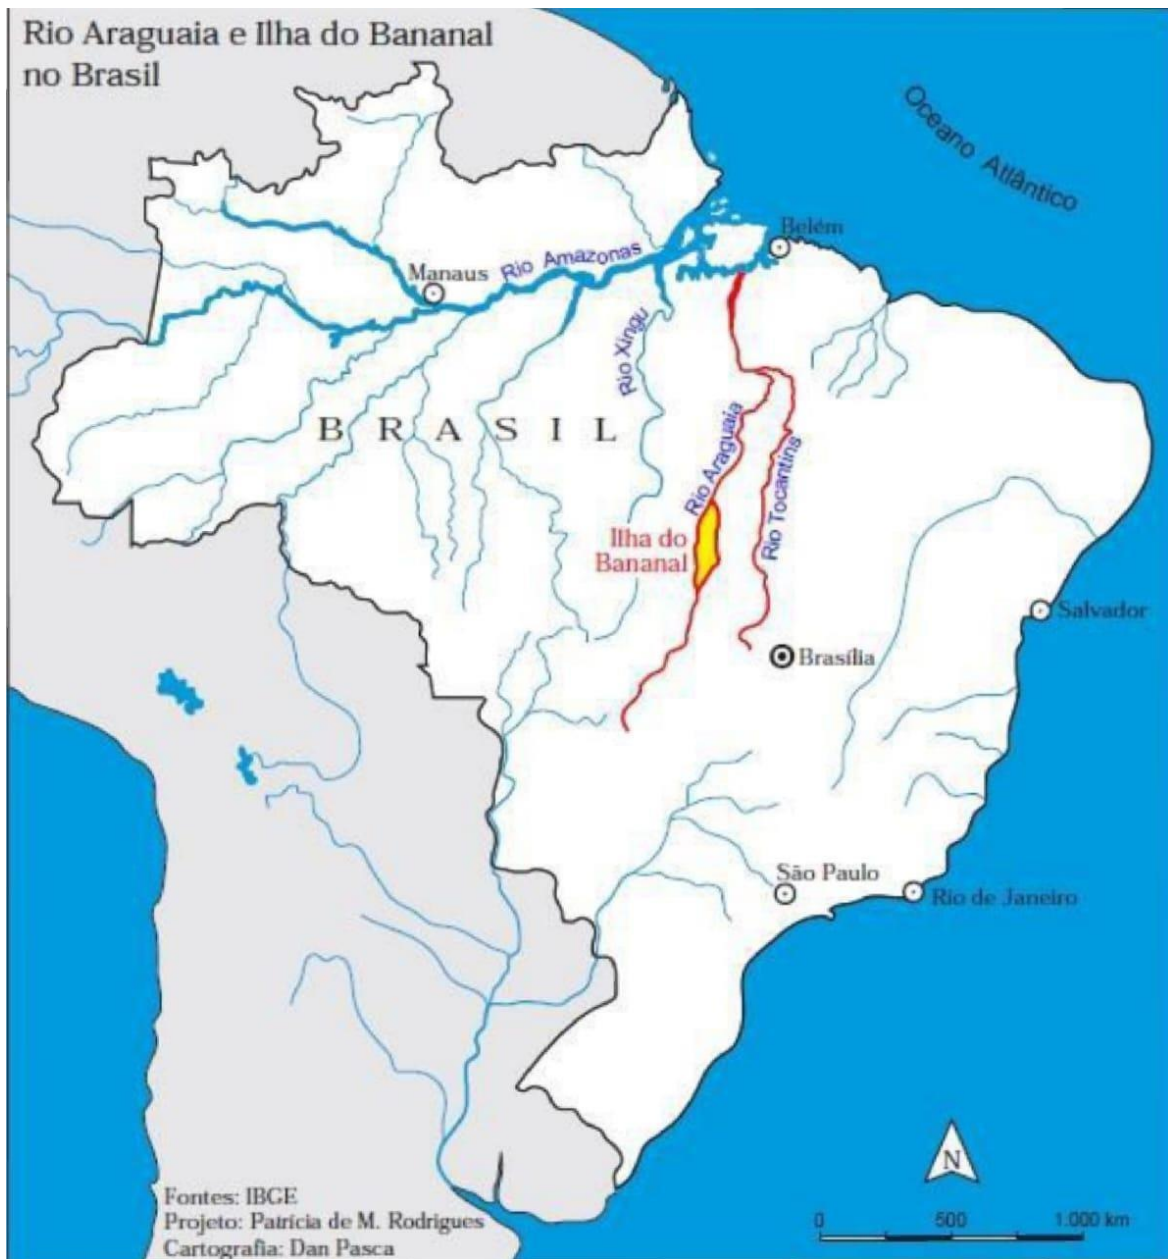 Rio Araguaia e Ilha do Bananal
no Brasil
Oceano Atlântico
Belém
Rio Amazonas
Manaus
Rio Xingu
BRASIL
Rio Araguaia
Rio Tocantins
Ilha do
Bananal
Salvador
Brasília
São Paulo
Rio de Janeiro
N
Fontes: IBGE
Projeto: Patrícia de M. Rodrigues
Cartografia: Dan Pasca
0 500 1.000 km